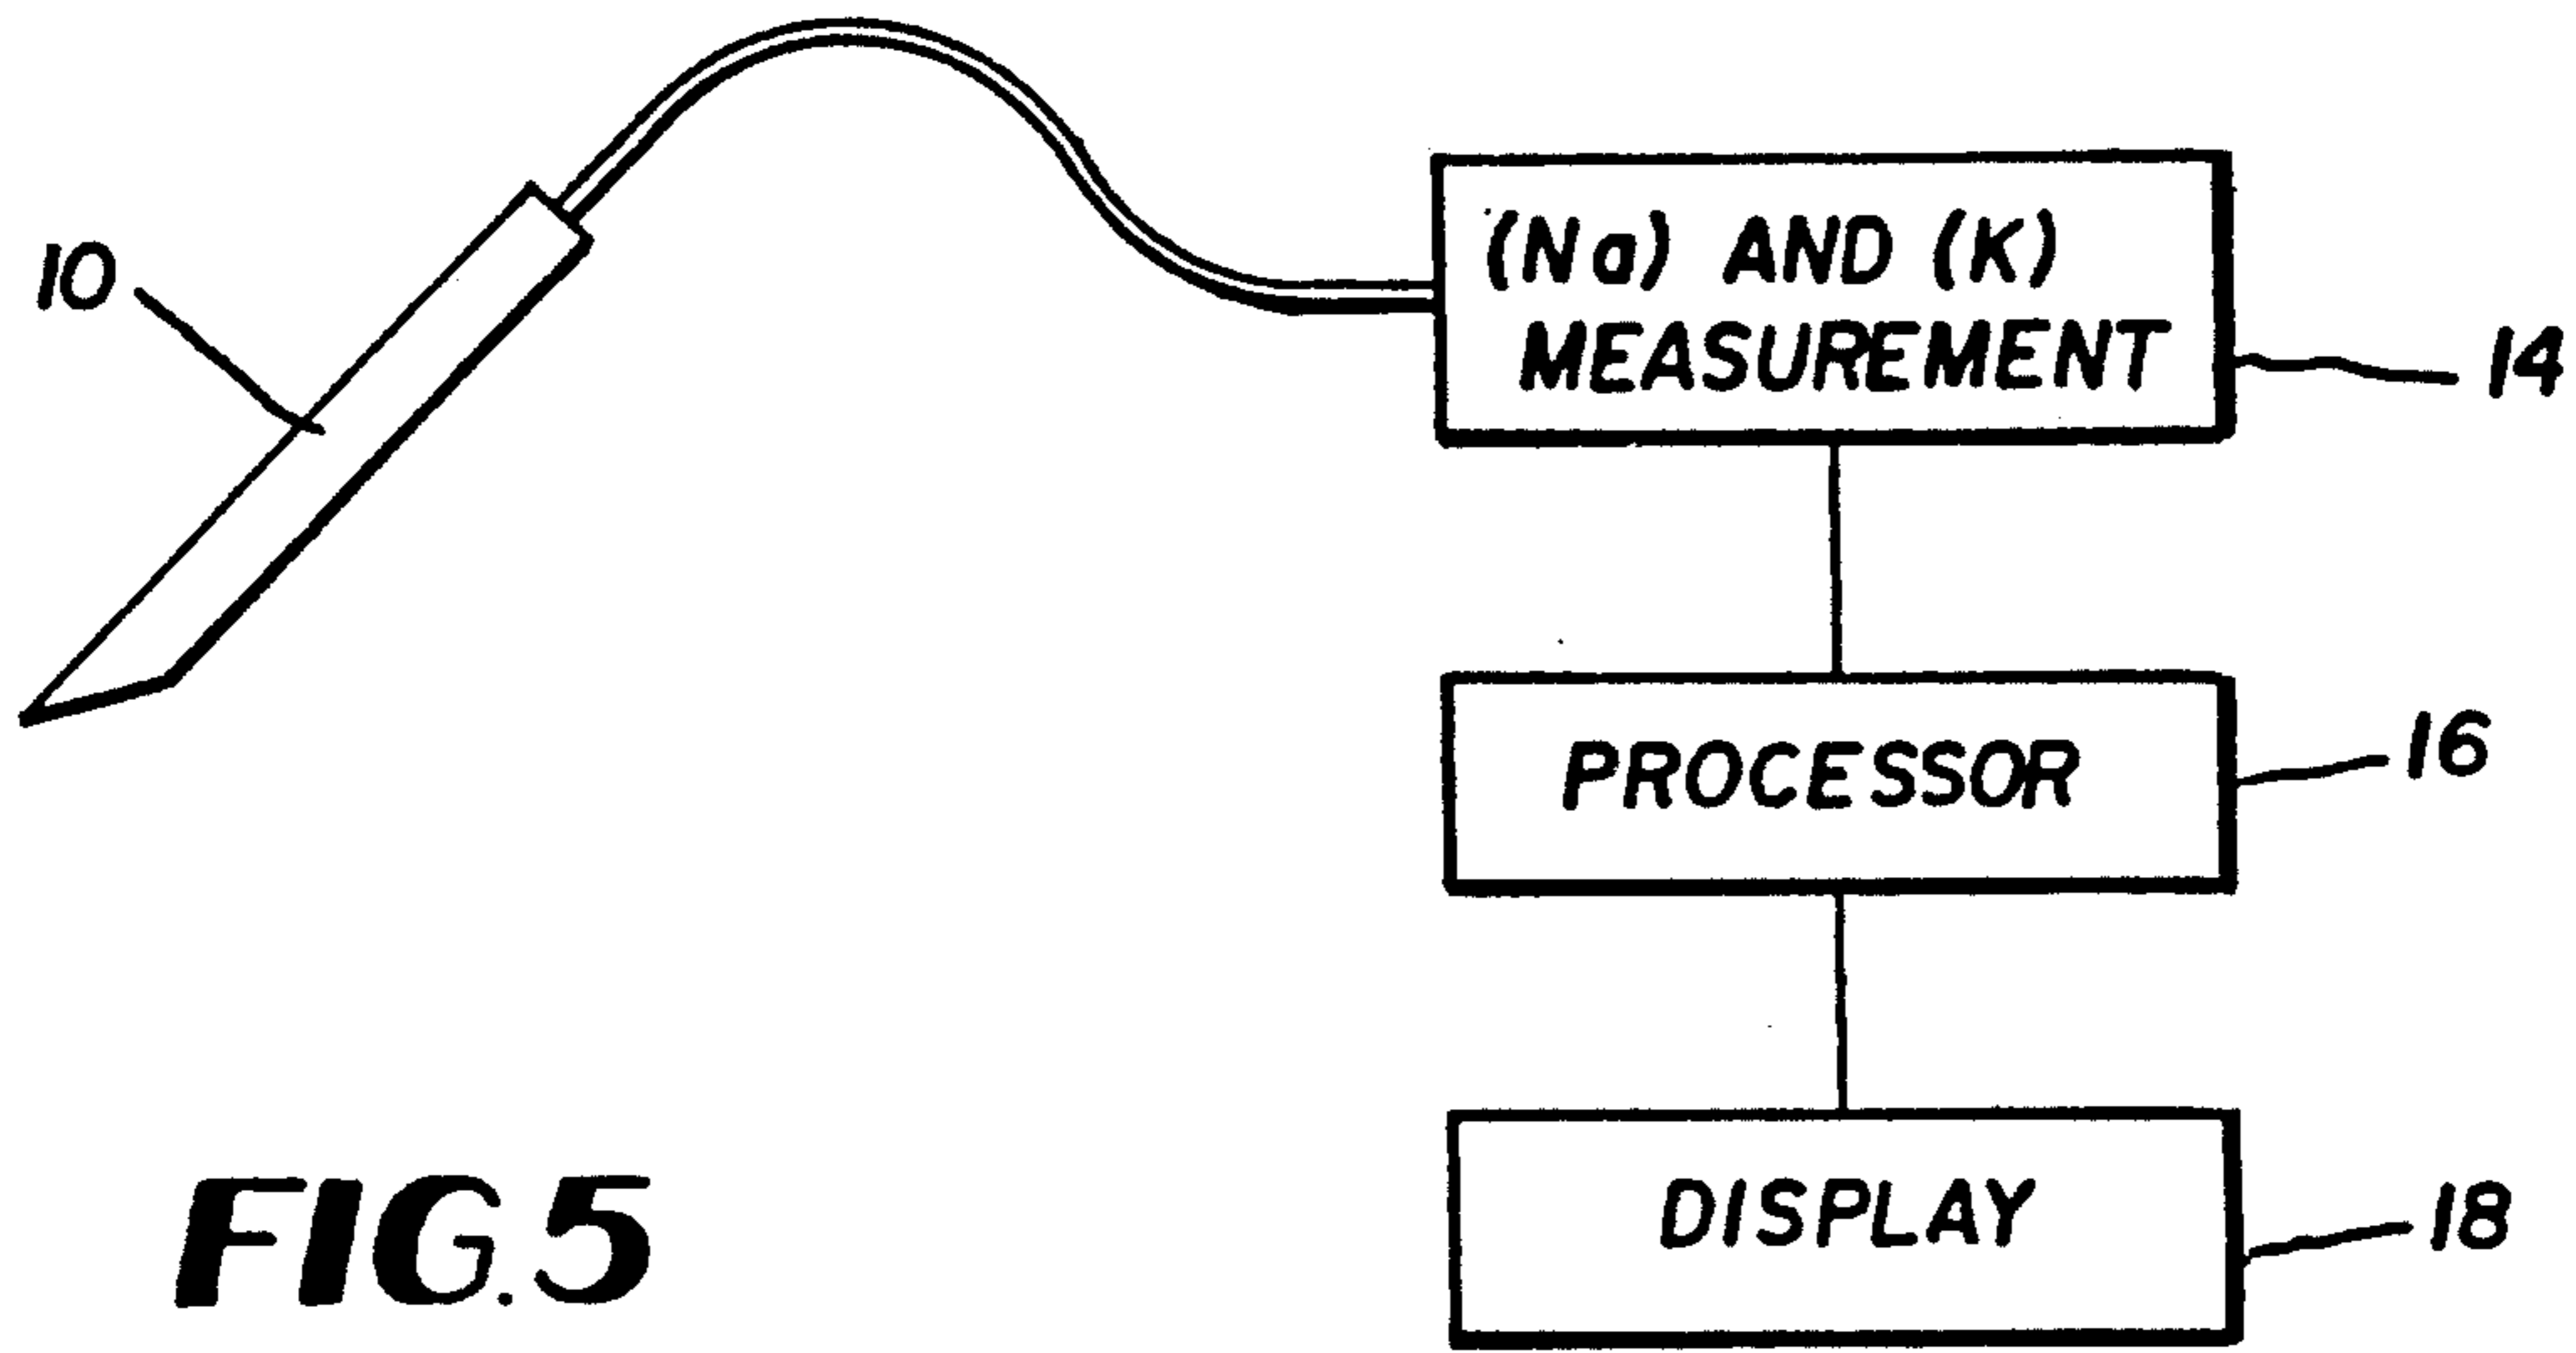 10
(Na) AND (K)
MEASUREMENT
14
PROCESSOR
16
DISPLAY
18
FIG. 5